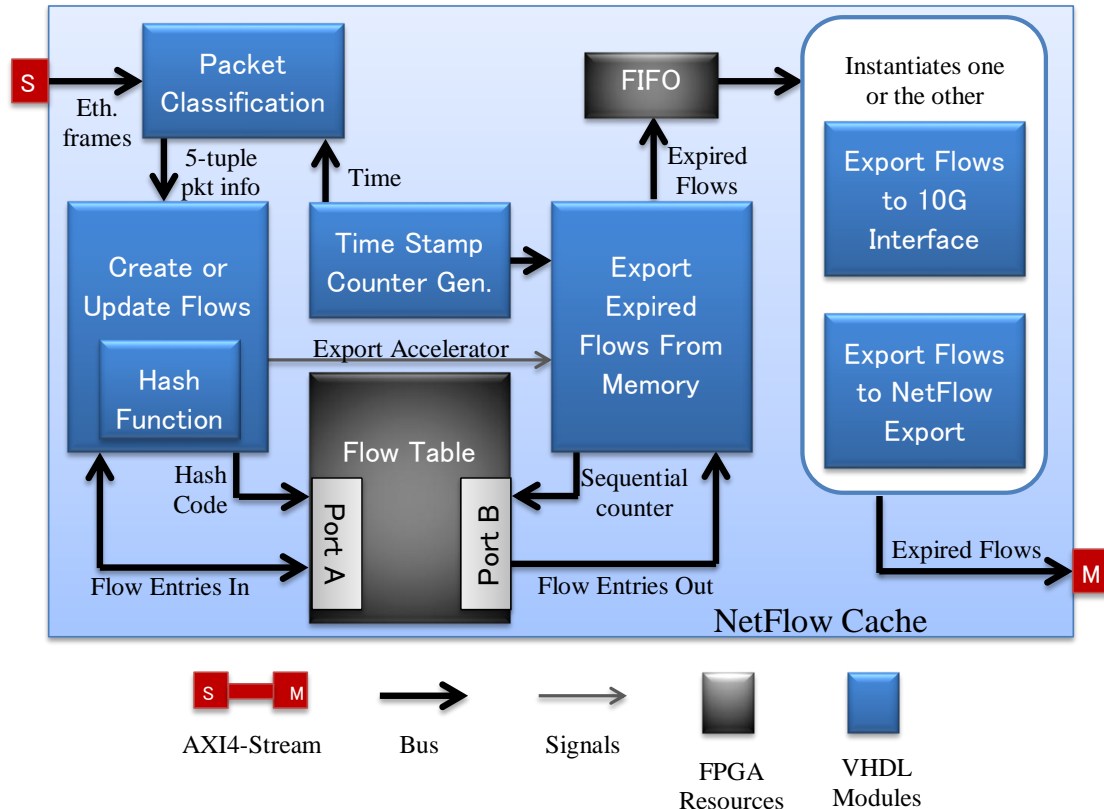 S
Eth.
frames
Packet
Classification
5-tuple
pkt info
Time
FIFO
Expired
Flows
Instantiates one
or the other
Export Flows
to 10G
Interface
Export Flows
to NetFlow
Export
Create or
Update Flows
Hash
Function
Time Stamp
Counter Gen.
Export
Expired
Flows From
Memory
Export Accelerator
Flow Table
Port A
Port B
Hash
Code
Sequential
counter
Flow Entries In
Flow Entries Out
Expired Flows
M
NetFlow Cache
S
M
AXI4-Stream
Bus
Signals
FPGA
Resources
VHDL
Modules